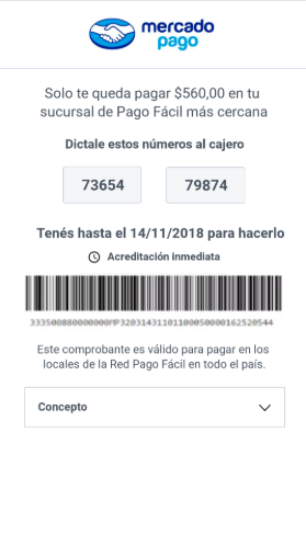 mercado
pago
Solo te queda pagar $560,00 en tu
sucursal de Pago Fácil más cercana
Dictale estos números al cajero
73654 79874
Tenés hasta el 14/11/2018 para hacerlo
Acreditación inmediata
Este comprobante es válido para pagar en los
locales de la Red Pago Fácil en todo el país.
Concepto